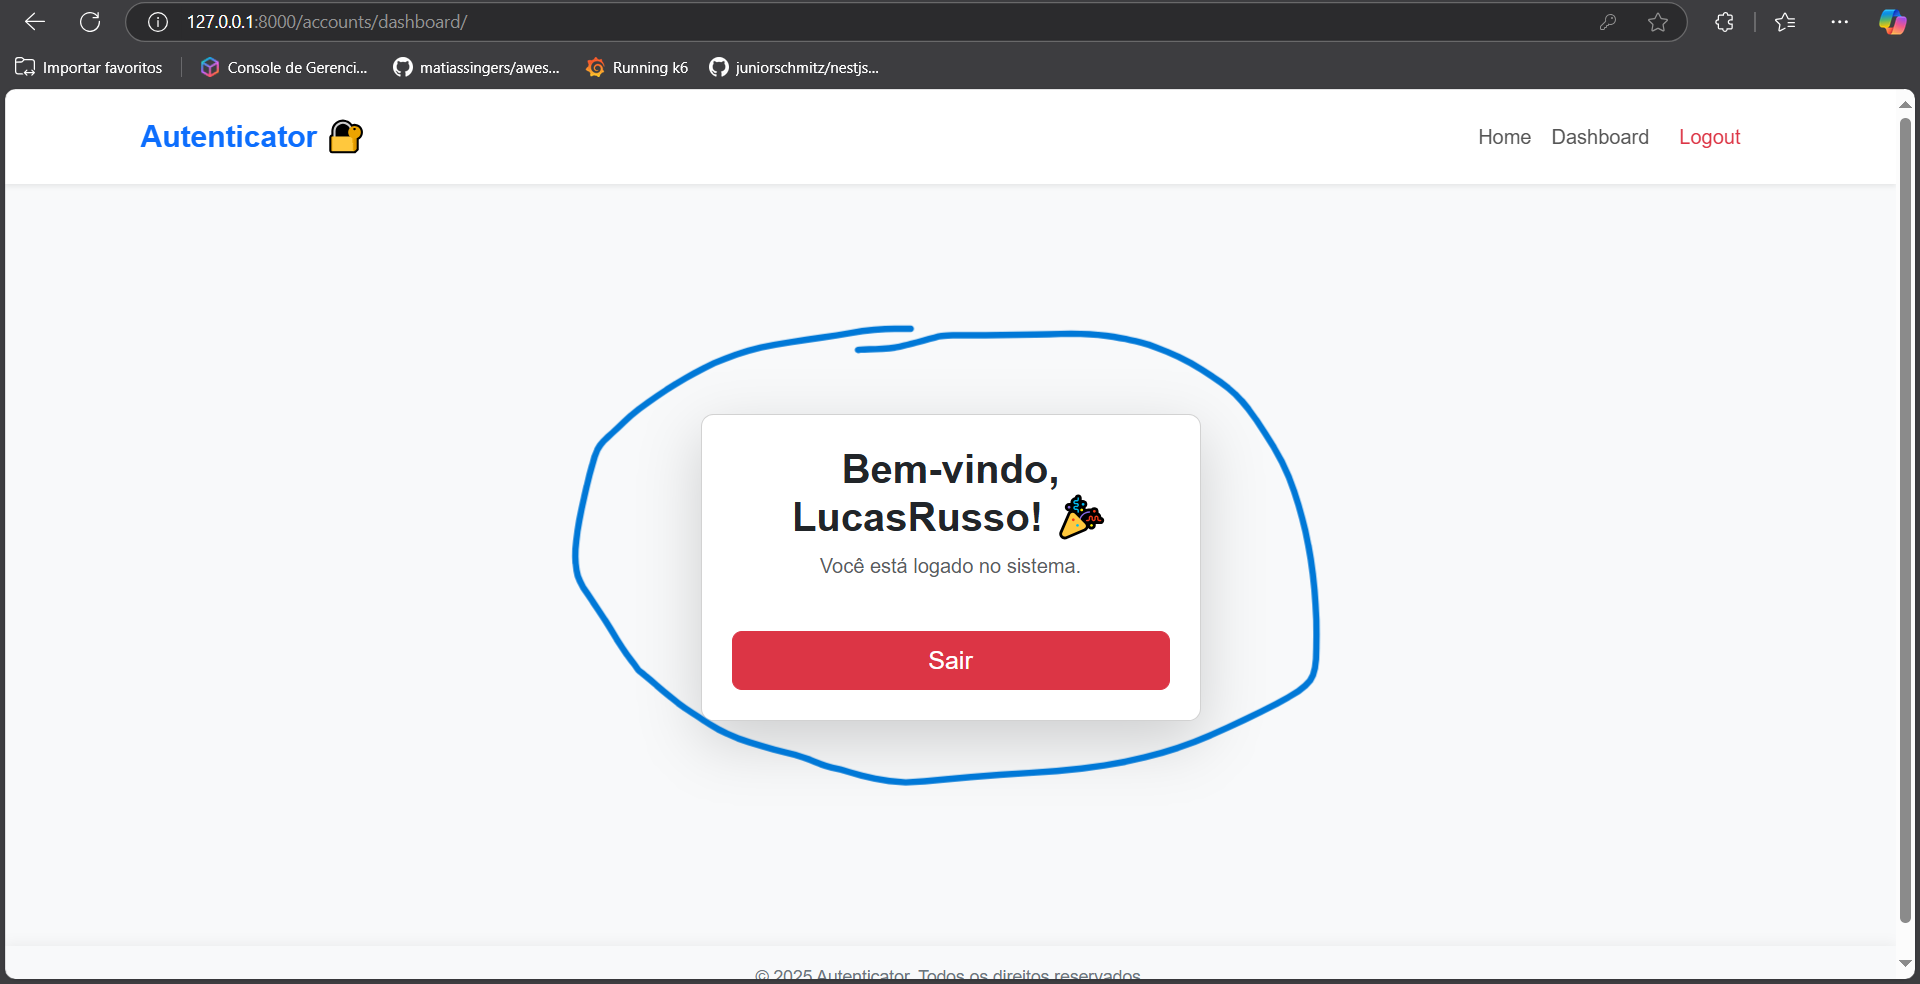 127.0.0.1:8000/accounts/dashboard/
Importar favoritos
Console de Gerenci...
matiassingers/awes...
Running k6
juniorschmitz/nestjs...
Autenticator
Home Dashboard Logout
Bem-vindo,
LucasRusso!
Você está logado no sistema.
Sair
© 2025 Autenticator. Todos os direitos reservados.